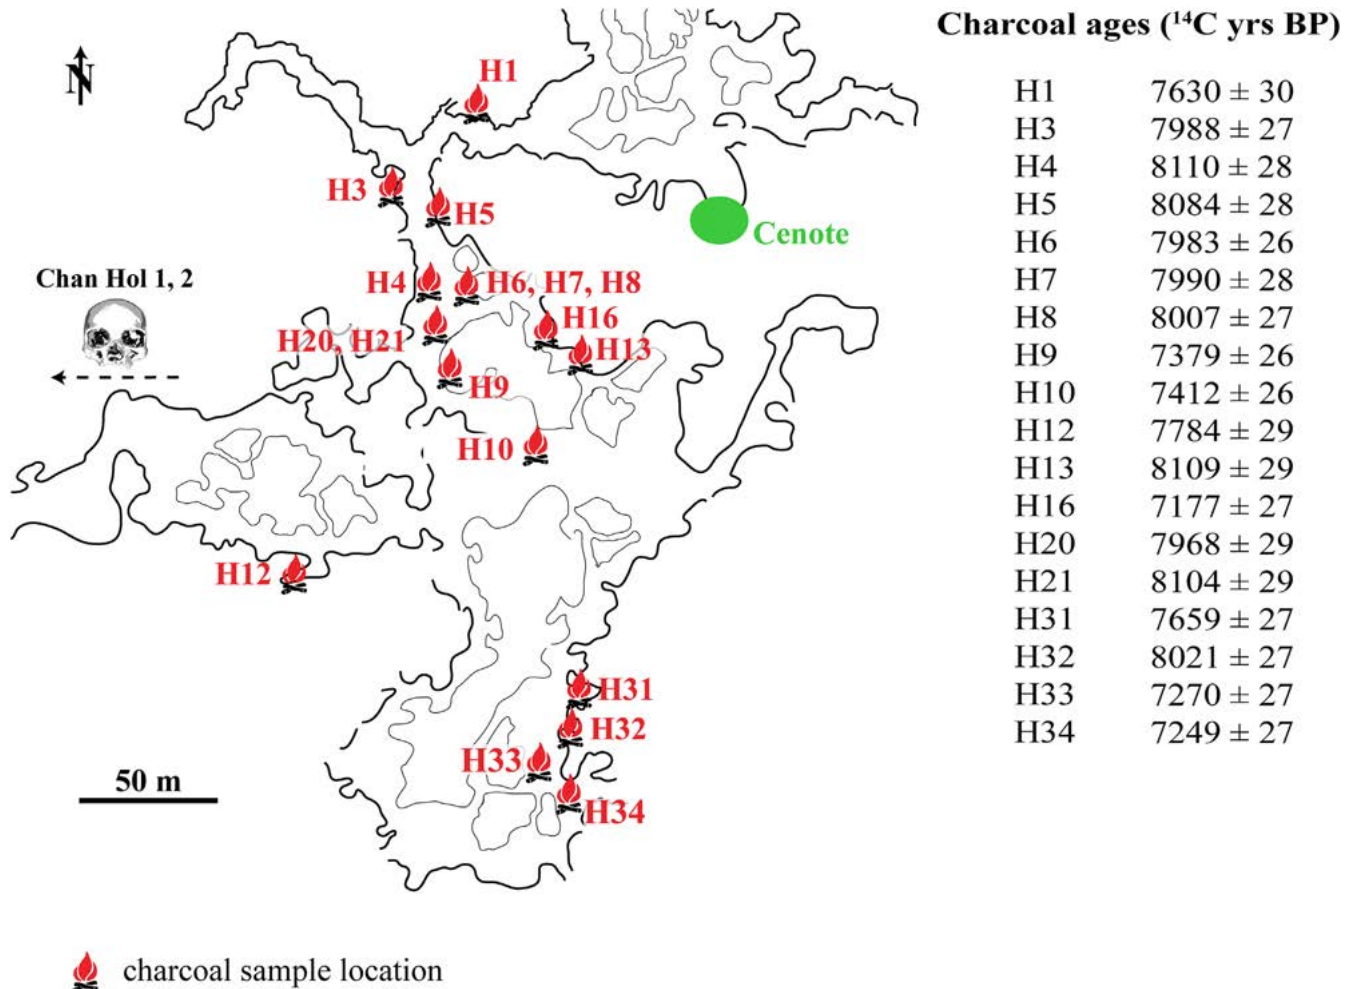 Charcoal ages (¹⁴C yrs BP)
N
H1
H3
H5
Cenote
H4
H6, H7, H8
Chan Hol 1, 2
H16
H20, H21
H13
H9
H10
H12
H31
H32
H33
H34
50 m
charcoal sample location
H1 7630 ± 30
H3 7988 ± 27
H4 8110 ± 28
H5 8084 ± 28
H6 7983 ± 26
H7 7990 ± 28
H8 8007 ± 27
H9 7379 ± 26
H10 7412 ± 26
H12 7784 ± 29
H13 8109 ± 29
H16 7177 ± 27
H20 7968 ± 29
H21 8104 ± 29
H31 7659 ± 27
H32 8021 ± 27
H33 7270 ± 27
H34 7249 ± 27